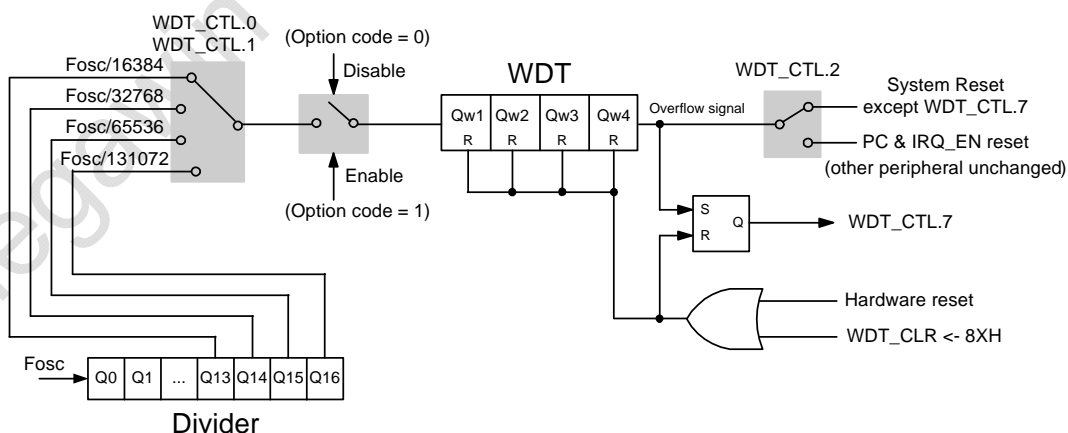 WDT_CTL.0
WDT_CTL.1
Fosc/16384
Fosc/32768
Fosc/65536
Fosc/131072
(Option code = 0)
Disable
Enable
(Option code = 1)
WDT
Qw1 Qw2 Qw3 Qw4
R R R R
Overflow signal
WDT_CTL.2
System Reset
except WDT_CTL.7
PC & IRQ_EN reset
(other peripheral unchanged)
S
R
Q
WDT_CTL.7
Hardware reset
WDT_CLR <- 8XH
Fosc
Q0 Q1 ... Q13 Q14 Q15 Q16
Divider
egawin